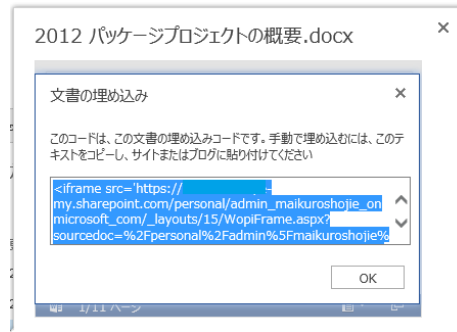 2012 パッケージプロジェクトの概要.docx
文書の埋め込み
このコードは、この文書の埋め込みコードです。手動で埋め込むには、このテ
キストをコピーし、サイトまたはブログに貼り付けてください
<iframe src='https://
my.sharepoint.com/personal/admin_maikuroshojie_on
microsoft_com/_layouts/15/WopiFrame.aspx?
sourcedoc=%2Fpersonal%2Fadmin%5Fmaikuroshojie%
OK
1/11 ページ